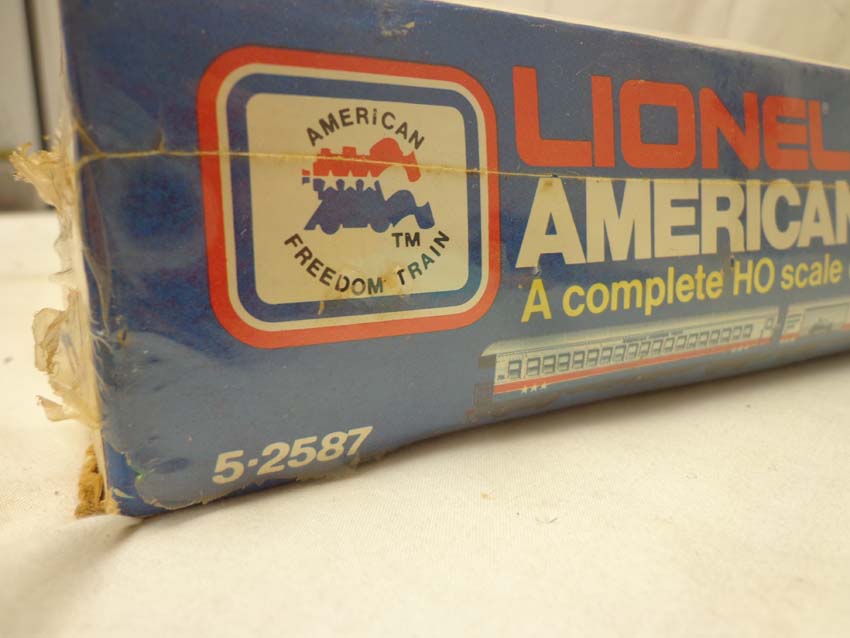 AMERICAN
TM
FREEDOM TRAIN
LIONEL
AMERICAN
A complete HO scale
5-2587